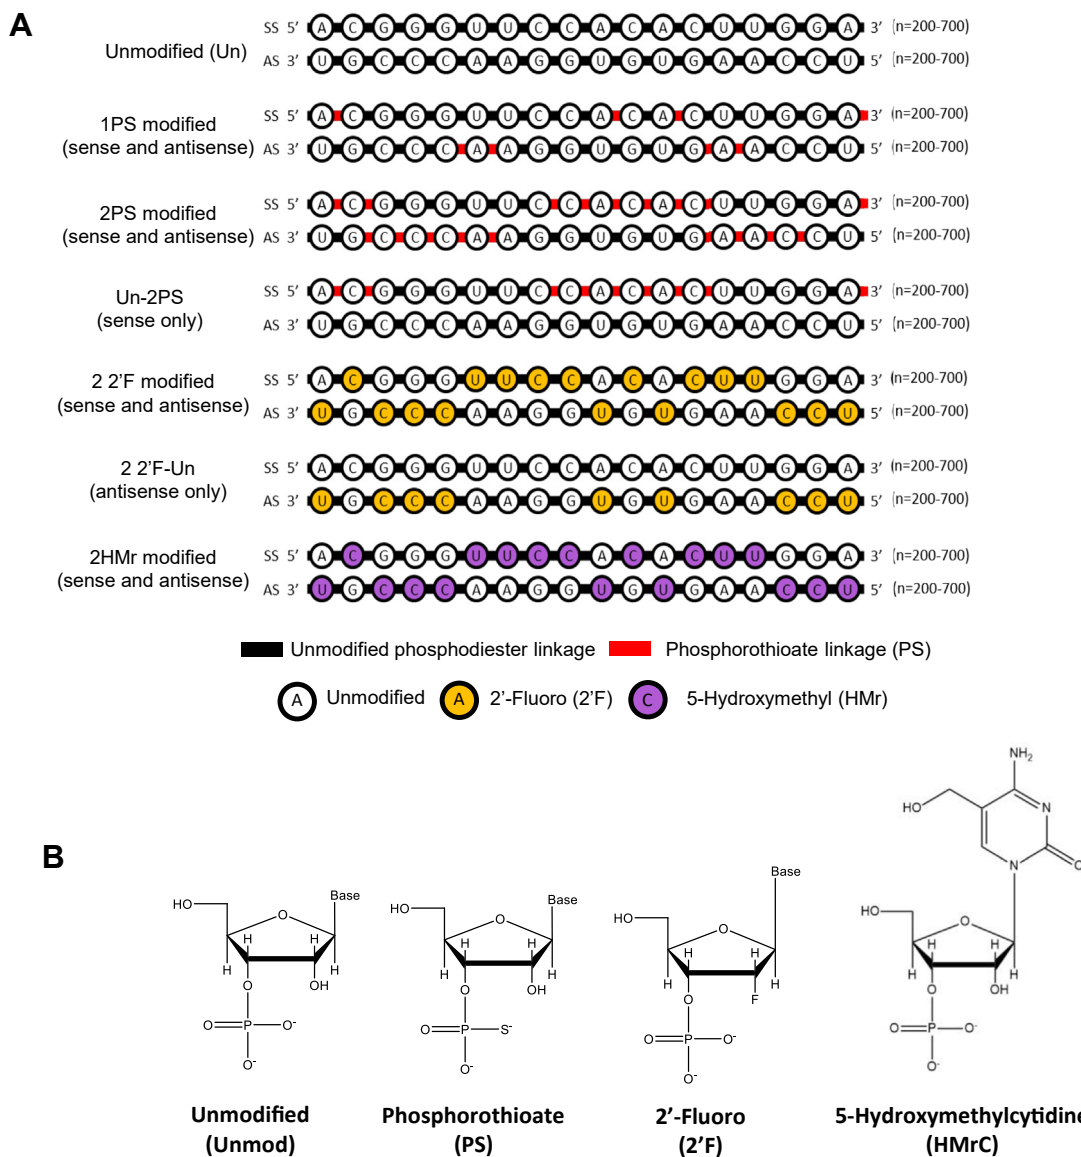 A
Unmodified (Un)
SS 5’ A C G G G U U C C A C A C U U G G A 3’ (n=200-700)
AS 3’ U G C C C A A G G U G U G A A C C U 5’ (n=200-700)
1PS modified
(sense and antisense)
SS 5’ A C G G G U U C C A C A C U U G G A 3’ (n=200-700)
AS 3’ U G C C C A A G G U G U G A A C C U 5’ (n=200-700)
2PS modified
(sense and antisense)
SS 5’ A C G G G U U C C A C A C U U G G A 3’ (n=200-700)
AS 3’ U G C C C A A G G U G U G A A C C U 5’ (n=200-700)
Un-2PS
(sense only)
SS 5’ A C G G G U U C C A C A C U U G G A 3’ (n=200-700)
AS 3’ U G C C C A A G G U G U G A A C C U 5’ (n=200-700)
2 2’F modified
(sense and antisense)
SS 5’ A C G G G U U C C A C A C U U G G A 3’ (n=200-700)
AS 3’ U G C C C A A G G U G U G A A C C U 5’ (n=200-700)
2 2’F-Un
(antisense only)
SS 5’ A C G G G U U C C A C A C U U G G A 3’ (n=200-700)
AS 3’ U G C C C A A G G U G U G A A C C U 5’ (n=200-700)
2HMr modified
(sense and antisense)
SS 5’ A C G G G U U C C A C A C U U G G A 3’ (n=200-700)
AS 3’ U G C C C A A G G U G U G A A C C U 5’ (n=200-700)
Unmodified phosphodiester linkage Phosphorothioate linkage (PS)
A Unmodified A 2’-Fluoro (2’F) C 5-Hydroxymethyl (HMr)
B
HO O Base H H H H O OH O P O- O-
HO O Base H H H H O OH O P S- O-
HO O Base H H H H O F O P O- O-
NH2 HO N N O HO O H H H H O OH O P O- O-
Unmodified
(Unmod)
Phosphorothioate
(PS)
2’-Fluoro
(2’F)
5-Hydroxymethylcytidine
(HMrC)